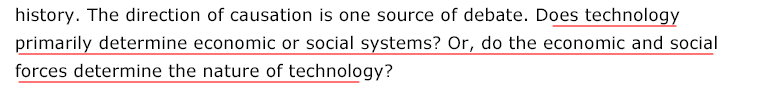 history. The direction of causation is one source of debate. Does technology
primarily determine economic or social systems? Or, do the economic and social
forces determine the nature of technology?